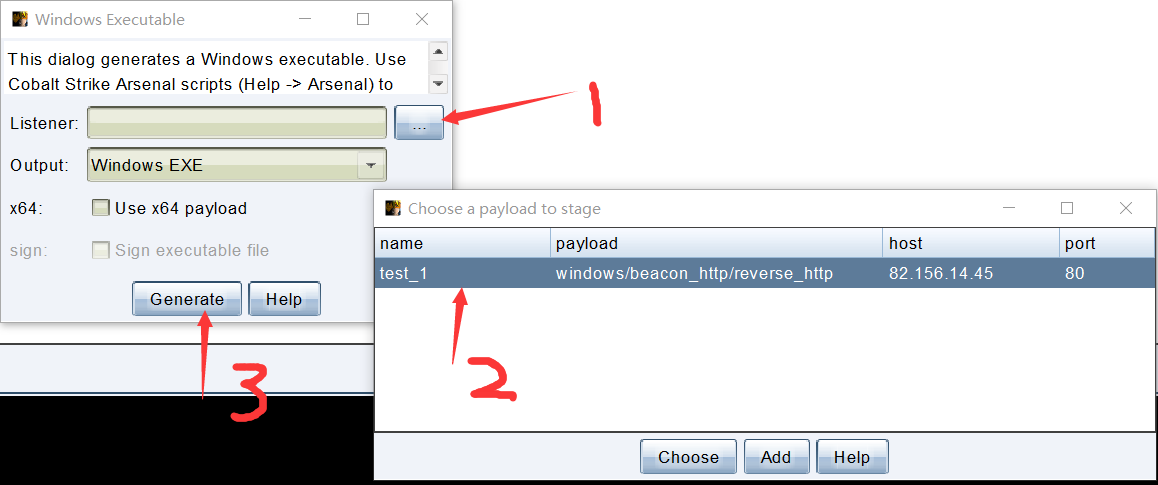 Windows Executable
This dialog generates a Windows executable. Use
Cobalt Strike Arsenal scripts (Help -> Arsenal) to
Listener:
...
1
Output:
Windows EXE
x64:
Use x64 payload
sign:
Sign executable file
Generate
Help
3
Choose a payload to stage
name payload host port
test_1 windows/beacon_http/reverse_http 82.156.14.45 80
2
Choose
Add
Help